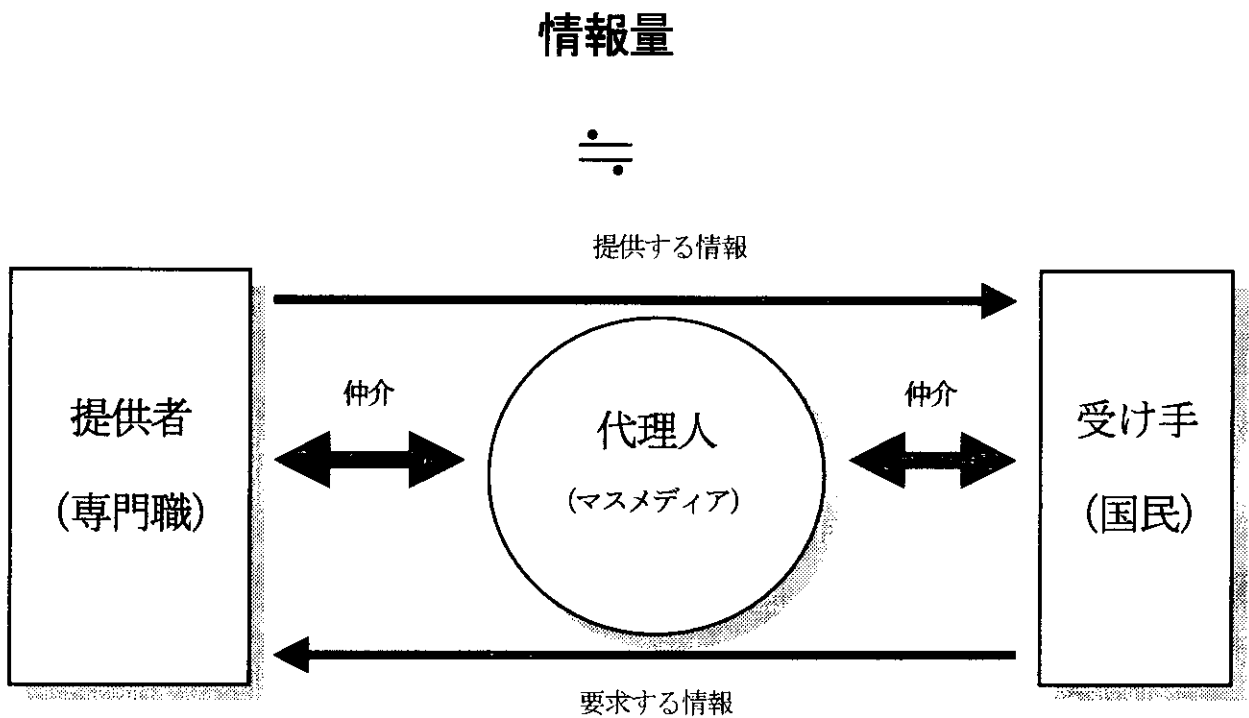 情報量
≒
提供する情報
提供者
(専門職)
仲介
代理人
(マスメディア)
仲介
受け手
(国民)
要求する情報